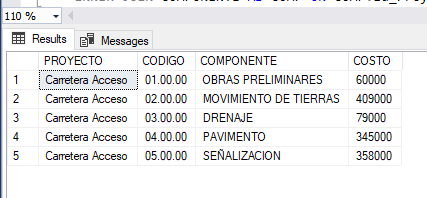 110 %
Results Messages
PROYECTO CODIGO COMPONENTE COSTO
1 Carretera Acceso 01.00.00 OBRAS PRELIMINARES 60000
2 Carretera Acceso 02.00.00 MOVIMIENTO DE TIERRAS 409000
3 Carretera Acceso 03.00.00 DRENAJE 79000
4 Carretera Acceso 04.00.00 PAVIMENTO 345000
5 Carretera Acceso 05.00.00 SEÑALIZACION 358000